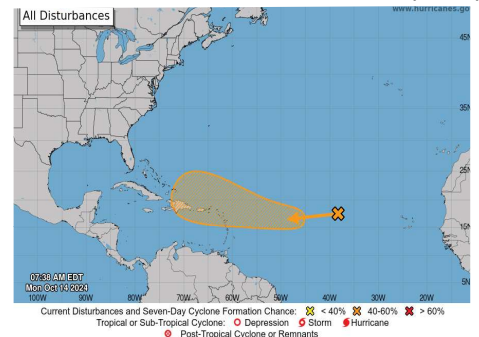 All Disturbances
www.hurricanes.go
45N
35N
25N
15N
5N
07:38 AM EDT
Mon Oct 14 2024
100W 90W 80W 70W 60W 50W 40W 30W 20W
Current Disturbances and Seven-Day Cyclone Formation Chance: < 40% 40-60% > 60%
Tropical or Sub-Tropical Cyclone: Depression Storm Hurricane
Post-Tropical Cyclone or Remnants